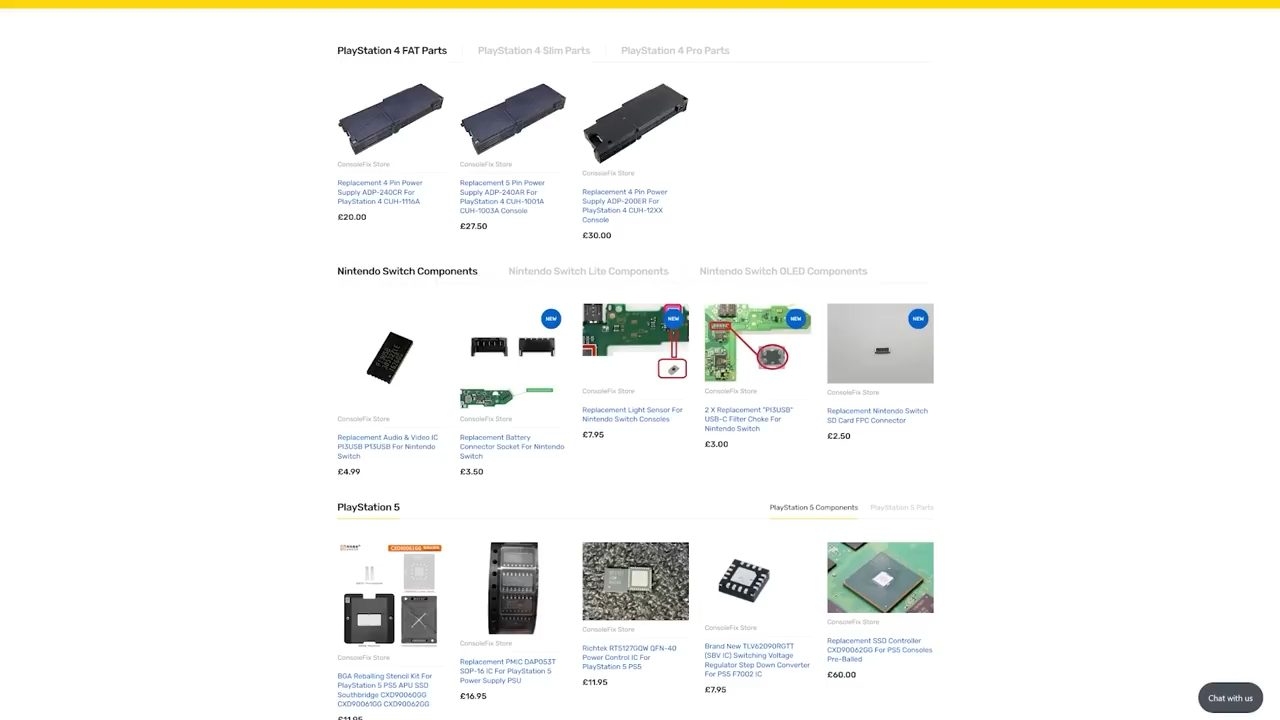 PlayStation 4 FAT Parts
PlayStation 4 Slim Parts
PlayStation 4 Pro Parts
ConsoleFix Store
Replacement 4 Pin Power
Supply ADP-240CR For
PlayStation 4 CUH-1116A
£20.00
ConsoleFix Store
Replacement 5 Pin Power
Supply ADP-240AR For
PlayStation 4 CUH-1001A
CUH-1003A Console
£27.50
ConsoleFix Store
Replacement 4 Pin Power
Supply ADP-200ER For
PlayStation 4 CUH-12XX
Console
£30.00
Nintendo Switch Components
Nintendo Switch Lite Components
Nintendo Switch OLED Components
ConsoleFix Store
Replacement Audio & Video IC
PI3USB P13USB For Nintendo
Switch
£4.99
NEW
ConsoleFix Store
Replacement Battery
Connector Socket For Nintendo
Switch
£3.50
NEW
ConsoleFix Store
Replacement Light Sensor For
Nintendo Switch Consoles
£7.95
NEW
ConsoleFix Store
2 X Replacement "PI3USB"
USB-C Filter Choke For
Nintendo Switch
£3.00
NEW
ConsoleFix Store
Replacement Nintendo Switch
SD Card FPC Connector
£2.50
PlayStation 5
PlayStation 5 Components
PlayStation 5 Parts
CXD90061GG
ConsoleFix Store
BGA Reballing Stencil Kit For
PlayStation 5 PS5 APU SSD
Southbridge CXD90060GG
CXD90061GG CXD90062GG
£11.95
ConsoleFix Store
Replacement PMIC DAP053T
SOP-16 IC For PlayStation 5
Power Supply PSU
£16.95
ConsoleFix Store
Richtek RT5127GQW QFN-40
Power Control IC For
PlayStation 5 PS5
£11.95
ConsoleFix Store
Brand New TLV62090RGTT
(SBV IC) Switching Voltage
Regulator Step Down Converter
For PS5 F7002 IC
£7.95
ConsoleFix Store
Replacement SSD Controller
CXD90062GG For PS5 Consoles
Pre-Balled
£60.00
Chat with us